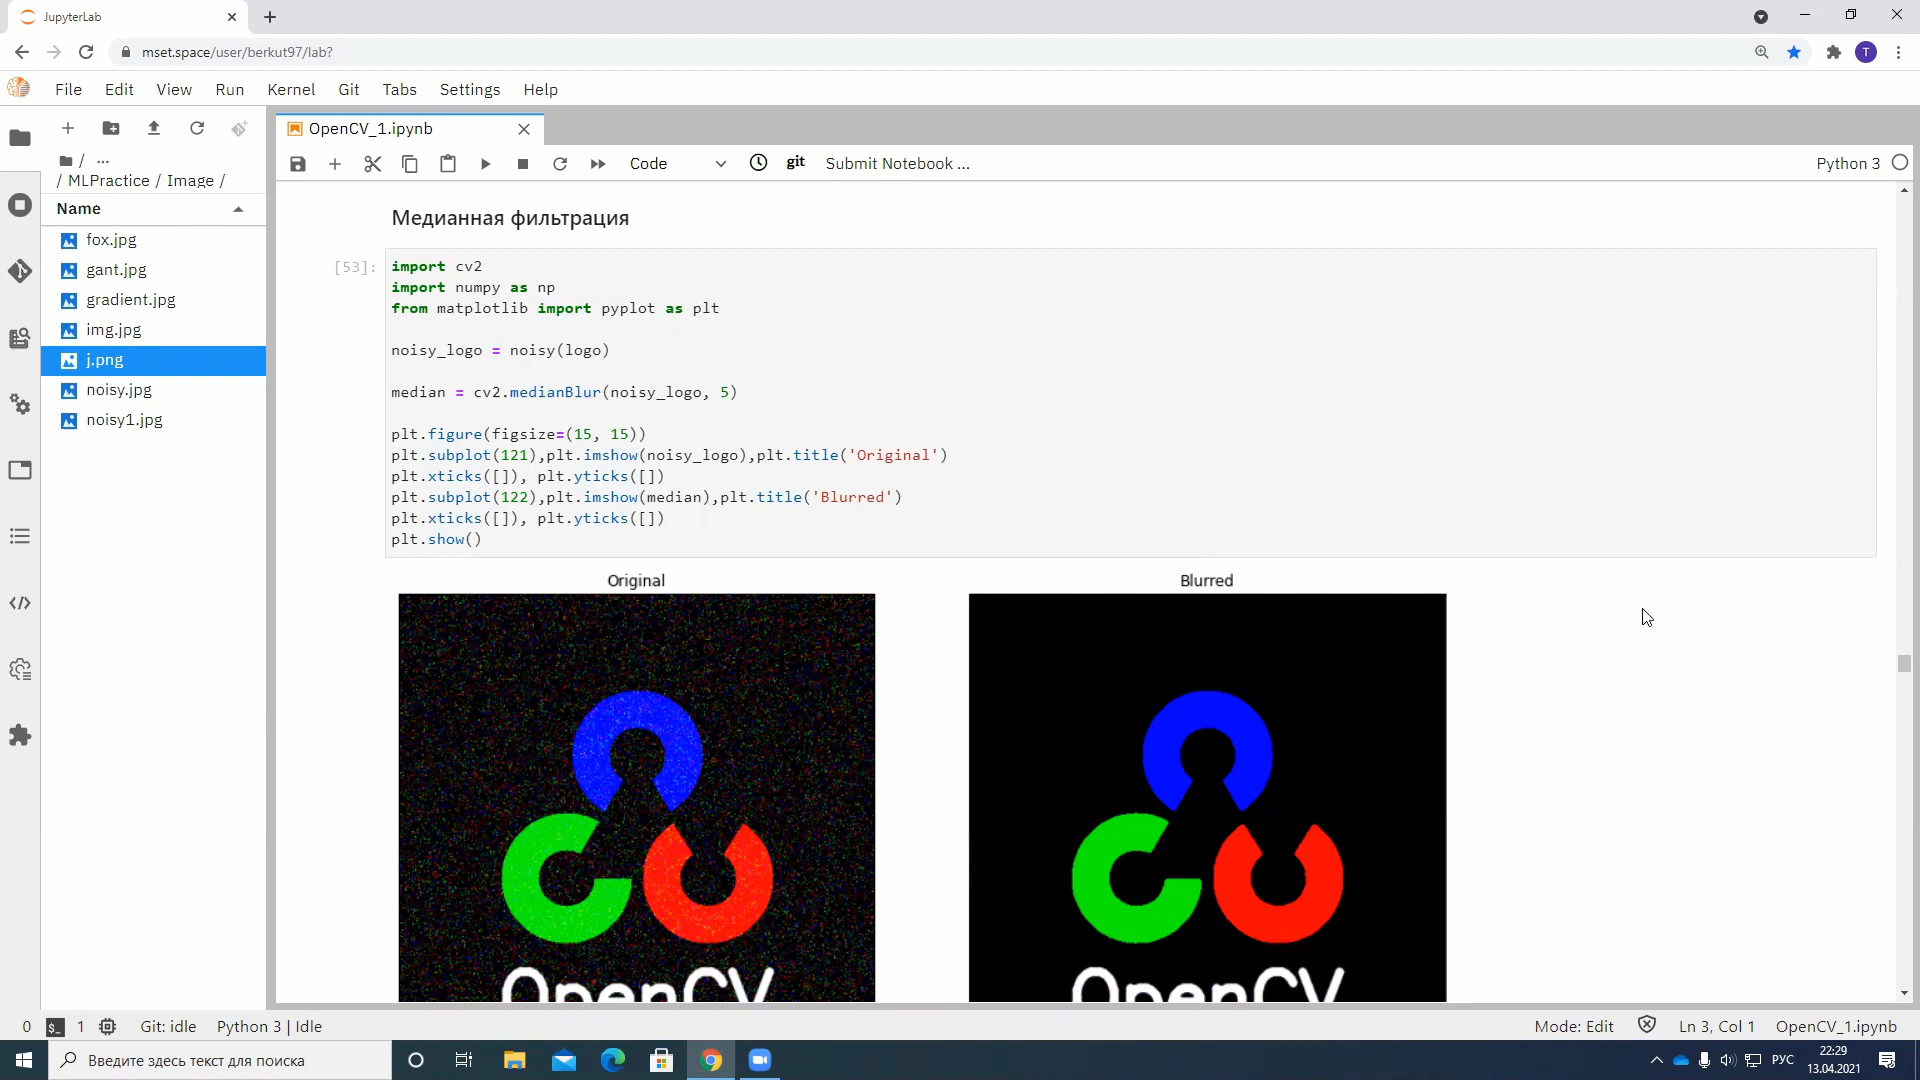 JupyterLab
mset.space/user/berkut97/lab?
T
File Edit View Run Kernel Git Tabs Settings Help
OpenCV_1.ipynb
Code
git
Submit Notebook ...
Python 3
/ ...
/ MLPractice / Image /
Name
fox.jpg
gant.jpg
gradient.jpg
img.jpg
j.png
noisy.jpg
noisy1.jpg
Медианная фильтрация
[53]:
import cv2
import numpy as np
from matplotlib import pyplot as plt
noisy_logo = noisy(logo)
median = cv2.medianBlur(noisy_logo, 5)
plt.figure(figsize=(15, 15))
plt.subplot(121),plt.imshow(noisy_logo),plt.title('Original')
plt.xticks([]), plt.yticks([])
plt.subplot(122),plt.imshow(median),plt.title('Blurred')
plt.xticks([]), plt.yticks([])
plt.show()
Original
Blurred
OpenCV
OpenCV
0 $_ 1 Git: idle Python 3 | Idle
Mode: Edit Ln 3, Col 1 OpenCV_1.ipynb
Введите здесь текст для поиска
РУС
22:29
13.04.2021